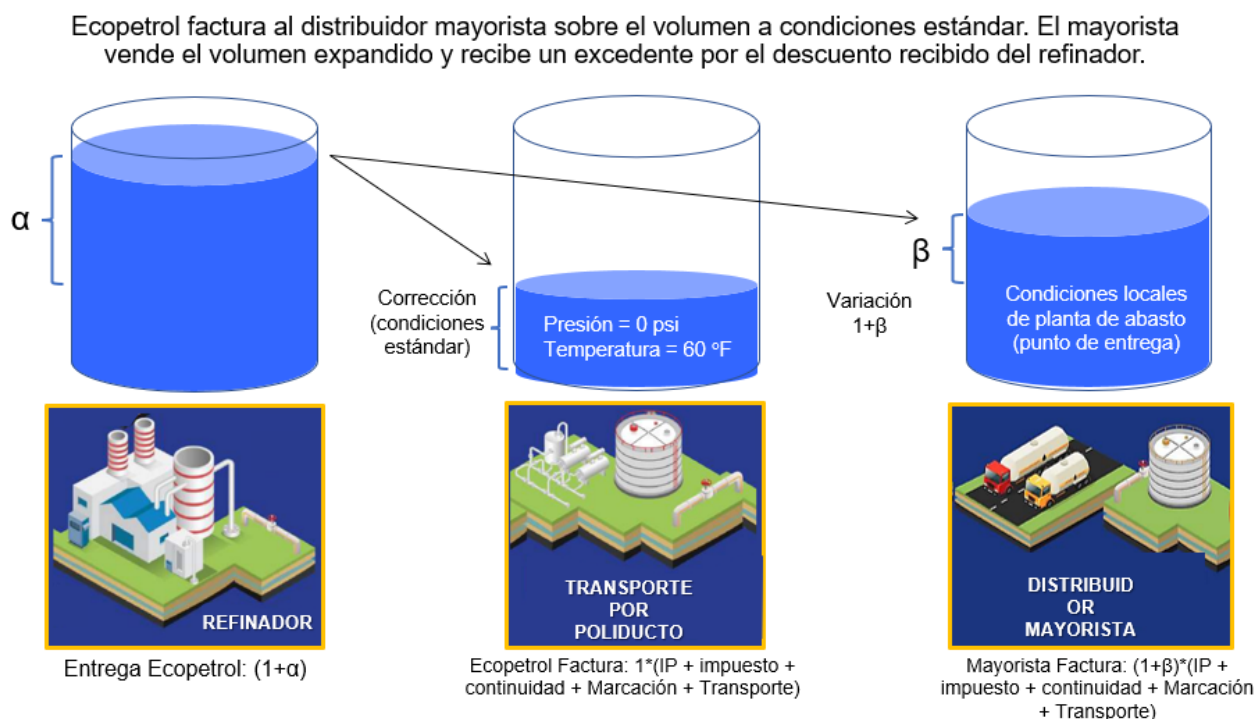 Ecopetrol factura al distribuidor mayorista sobre el volumen a condiciones estándar. El mayorista
vende el volumen expandido y recibe un excedente por el descuento recibido del refinador.
α
Corrección
(condiciones
estándar)
Presión = 0 psi
Temperatura = 60 ºF
Variación
1+β
β
Condiciones locales
de planta de abasto
(punto de entrega)
REFINADOR
TRANSPORTE
POR
POLIDUCTO
DISTRIBUID
OR
MAYORISTA
Entrega Ecopetrol: (1+α)
Ecopetrol Factura: 1*(IP + impuesto +
continuidad + Marcación + Transporte)
Mayorista Factura: (1+β)*(IP +
impuesto + continuidad + Marcación
+ Transporte)